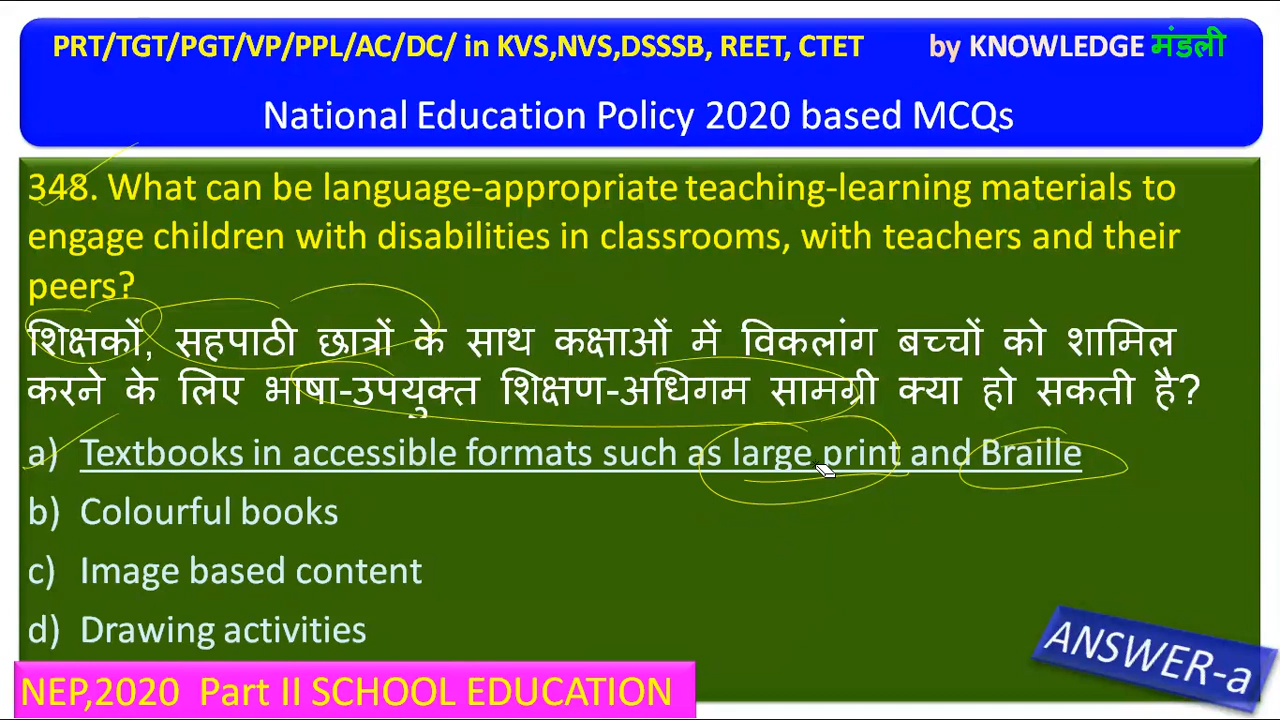 PRT/TGT/PGT/VP/PPL/AC/DC/ in KVS,NVS,DSSSB, REET, CTET by KNOWLEDGE मंडली
National Education Policy 2020 based MCQs
348. What can be language-appropriate teaching-learning materials to
engage children with disabilities in classrooms, with teachers and their
peers?
शिक्षकों, सहपाठी छात्रों के साथ कक्षाओं में विकलांग बच्चों को शामिल
करने के लिए भाषा-उपयुक्त शिक्षण-अधिगम सामग्री क्या हो सकती है?
a) Textbooks in accessible formats such as large print and Braille
b) Colourful books
c) Image based content
d) Drawing activities
ANSWER-a
NEP,2020 Part II SCHOOL EDUCATION